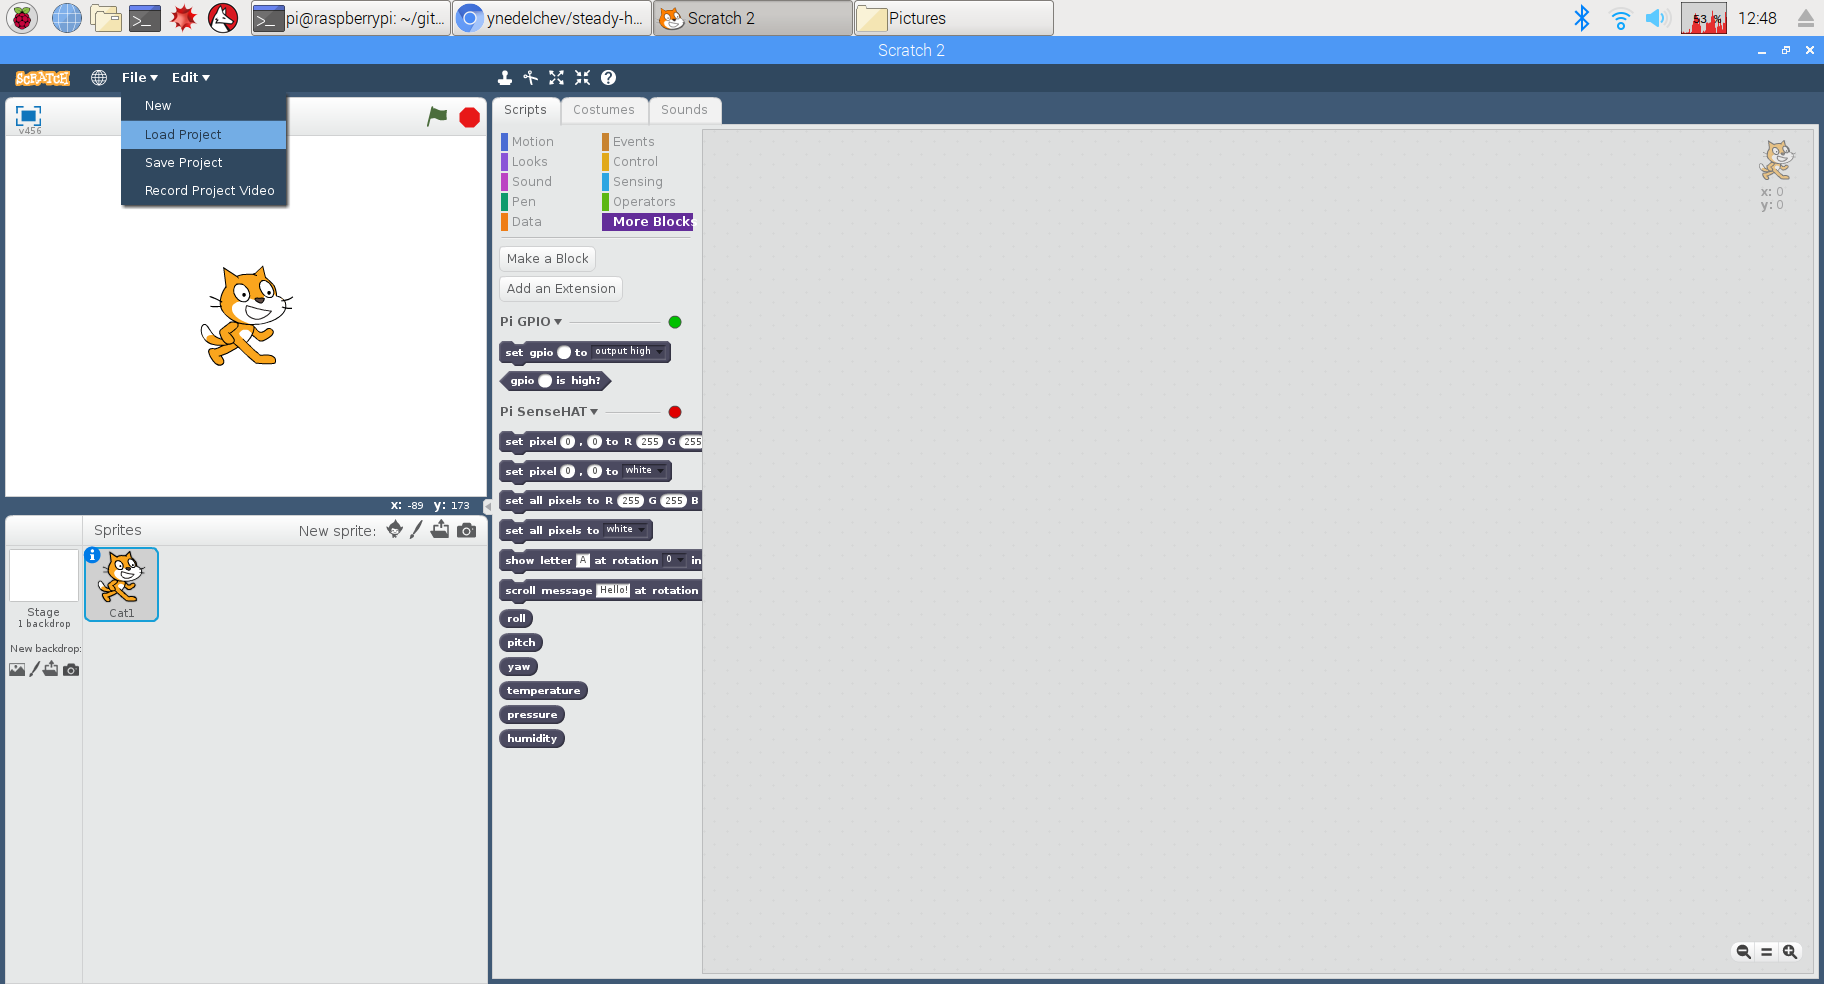 pi@raspberrypi: ~/git...
ynedelchev/steady-h...
Scratch 2
Pictures
53 %
12:48
Scratch 2
SCRATCH
File ▾
Edit ▾
New
Load Project
Save Project
Record Project Video
v456
Scripts
Costumes
Sounds
Motion
Events
Looks
Control
Sound
Sensing
Pen
Operators
Data
More Blocks
x: 0
y: 0
Make a Block
Add an Extension
Pi GPIO ▾
set gpio to output high ▾
gpio is high?
Pi SenseHAT ▾
set pixel 0 , 0 to R 255 G 255
set pixel 0 , 0 to white ▾
set all pixels to R 255 G 255 B
set all pixels to white ▾
show letter A at rotation 0 ▾ in
scroll message Hello! at rotation
roll
pitch
yaw
temperature
pressure
humidity
x: -89 y: 173
Sprites
New sprite:
Stage
1 backdrop
New backdrop:
Cat1